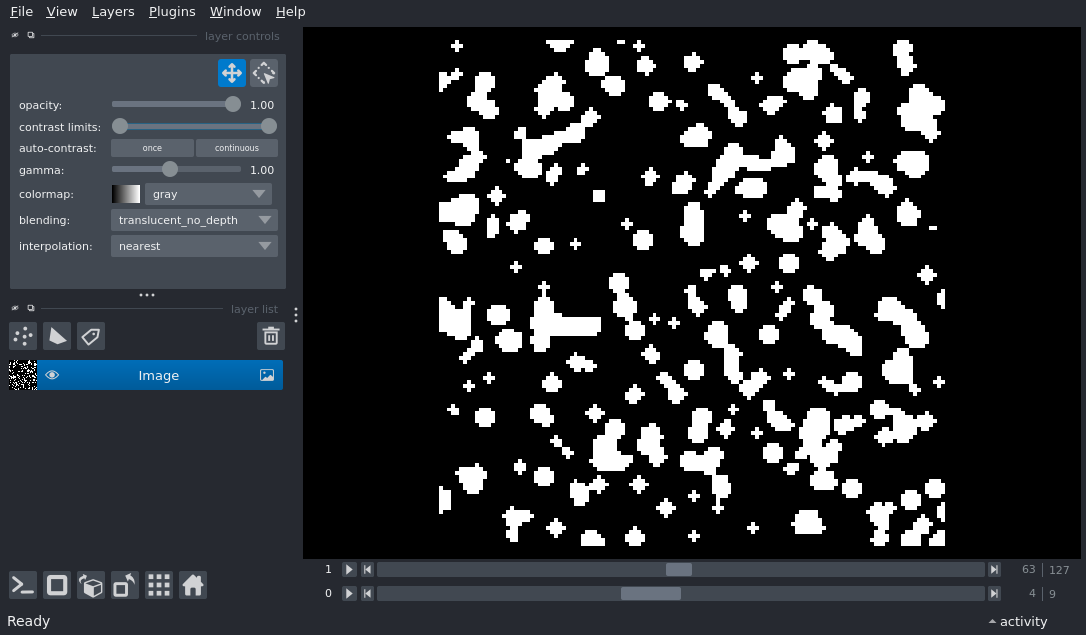 File View Layers Plugins Window Help
layer controls
opacity: 1.00
contrast limits:
auto-contrast: once continuous
gamma: 1.00
colormap: gray
blending: translucent_no_depth
interpolation: nearest
layer list
Image
1 63 127
0 4 9
Ready activity